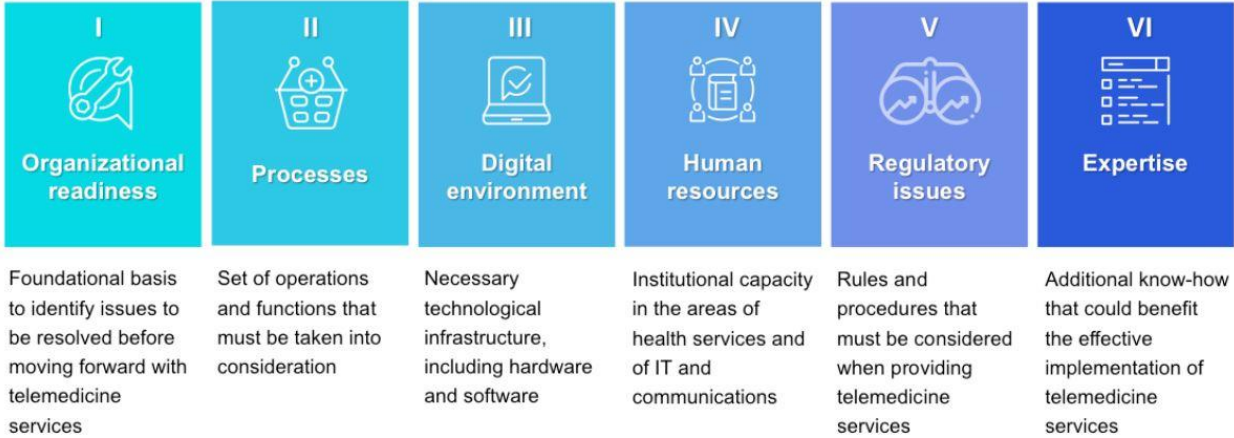 I
Organizational
readiness
Foundational basis
to identify issues to
be resolved before
moving forward with
telemedicine
services
II
Processes
Set of operations
and functions that
must be taken into
consideration
III
Digital
environment
Necessary
technological
infrastructure,
including hardware
and software
IV
Human
resources
Institutional capacity
in the areas of
health services and
of IT and
communications
V
Regulatory
issues
Rules and
procedures that
must be considered
when providing
telemedicine
services
VI
Expertise
Additional know-how
that could benefit
the effective
implementation of
telemedicine
services